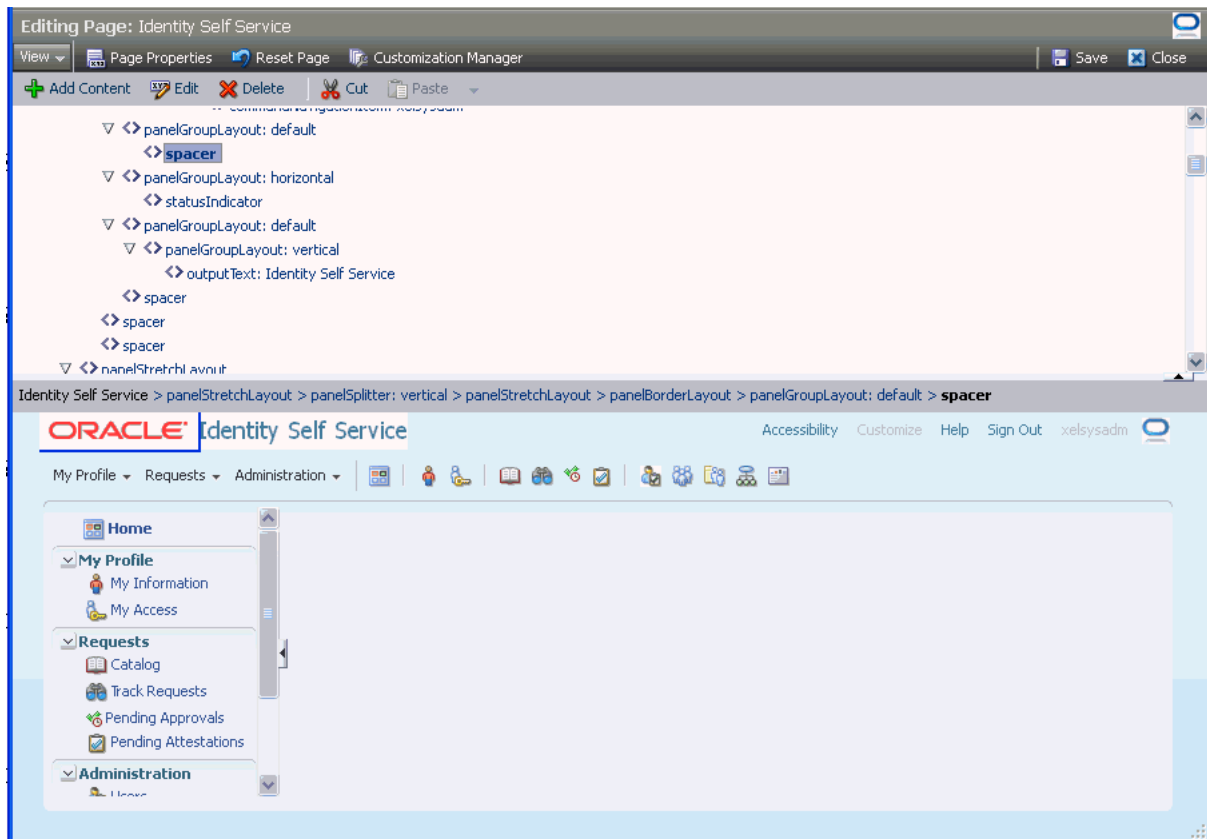 Editing Page: Identity Self Service
View Page Properties Reset Page Customization Manager Save Close
Add Content Edit Delete Cut Paste
commandNavigationItem: xelsysadm
panelGroupLayout: default
spacer
panelGroupLayout: horizontal
statusIndicator
panelGroupLayout: default
panelGroupLayout: vertical
outputText: Identity Self Service
spacer
spacer
spacer
panelStretchLayout
Identity Self Service > panelStretchLayout > panelSplitter: vertical > panelStretchLayout > panelBorderLayout > panelGroupLayout: default > spacer
ORACLE Identity Self Service Accessibility Customize Help Sign Out xelsysadm
My Profile Requests Administration
Home
My Profile
My Information
My Access
Requests
Catalog
Track Requests
Pending Approvals
Pending Attestations
Administration
Users